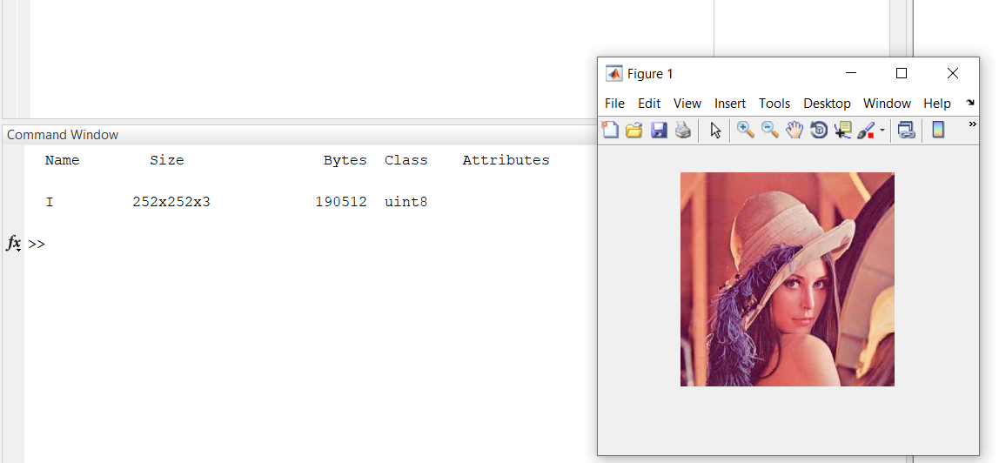 Command Window
Name Size Bytes Class Attributes
I 252x252x3 190512 uint8
fx >>
Figure 1
File Edit View Insert Tools Desktop Window Help